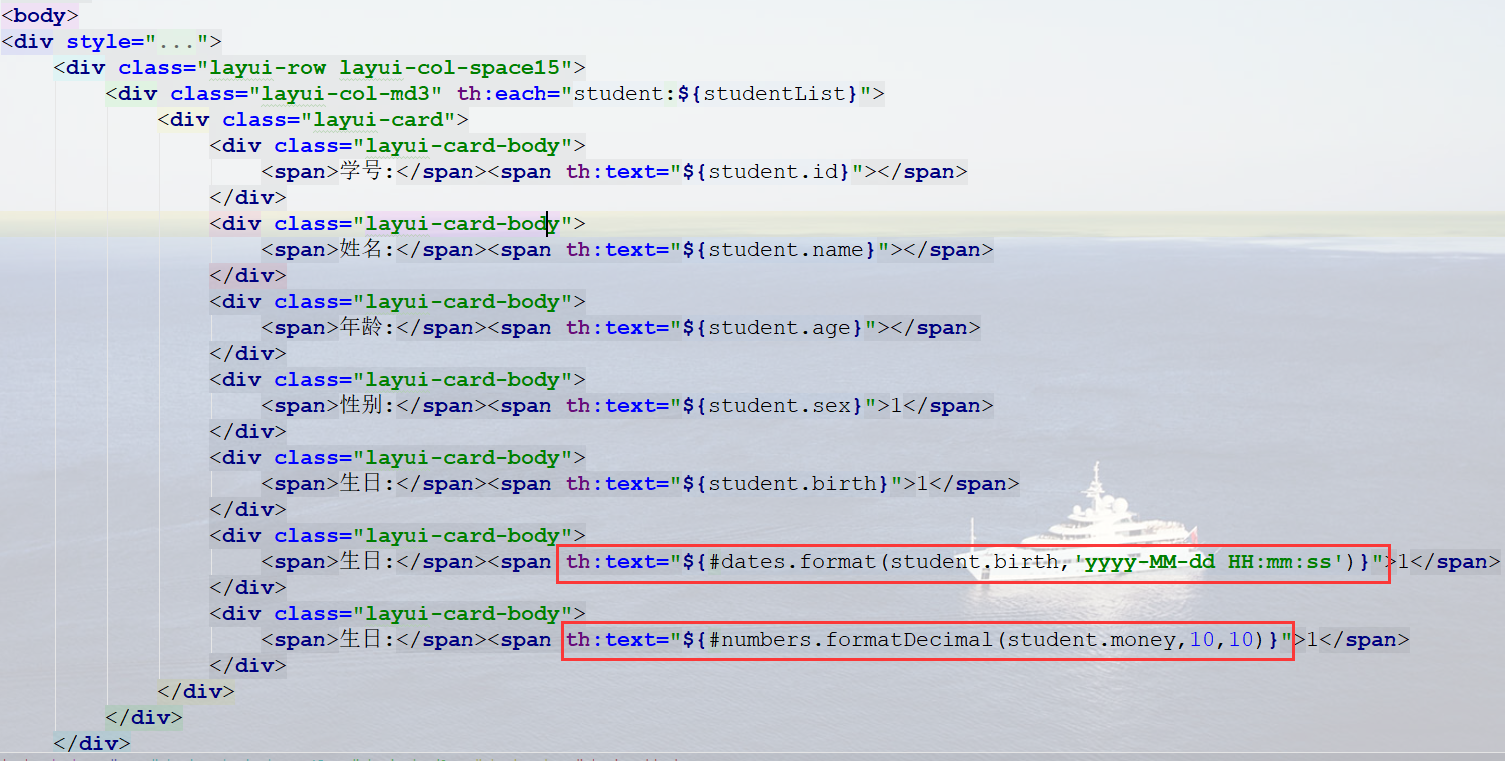 <body>
<div style="...">
<div class="layui-row layui-col-space15">
<div class="layui-col-md3" th:each="student:${studentList}">
<div class="layui-card">
<div class="layui-card-body">
<span>学号:</span><span th:text="${student.id}"></span>
</div>
<div class="layui-card-body">
<span>姓名:</span><span th:text="${student.name}"></span>
</div>
<div class="layui-card-body">
<span>年龄:</span><span th:text="${student.age}"></span>
</div>
<div class="layui-card-body">
<span>性别:</span><span th:text="${student.sex}">1</span>
</div>
<div class="layui-card-body">
<span>生日:</span><span th:text="${student.birth}">1</span>
</div>
<div class="layui-card-body">
<span>生日:</span><span th:text="${#dates.format(student.birth,'yyyy-MM-dd HH:mm:ss')}">1</span>
</div>
<div class="layui-card-body">
<span>生日:</span><span th:text="${#numbers.formatDecimal(student.money,10,10)}">1</span>
</div>
</div>
</div>
</div>